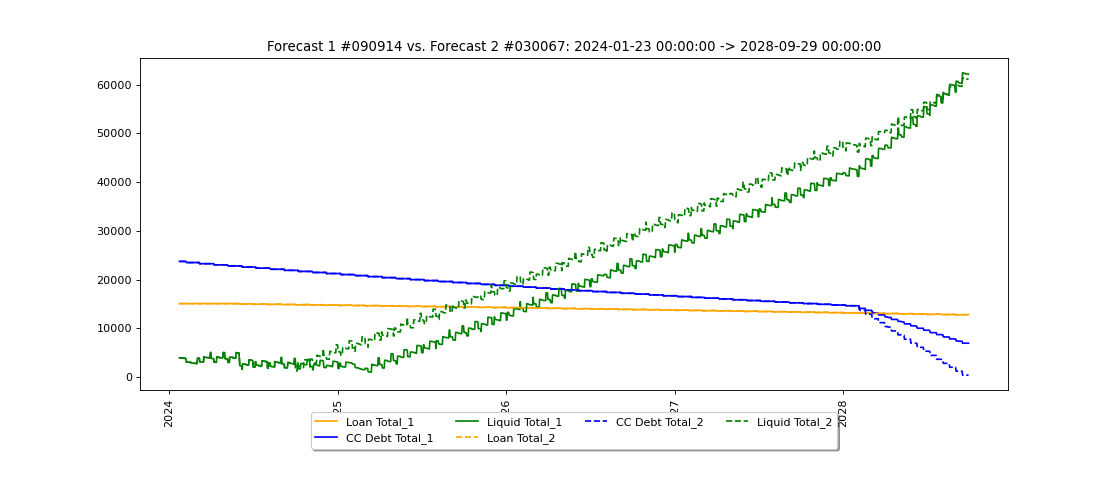 Forecast 1 #090914 vs. Forecast 2 #030067: 2024-01-23 00:00:00 -> 2028-09-29 00:00:00
60000
50000
40000
30000
20000
10000
0
2024
25
26
27
2028
Loan Total_1
Liquid Total_1
CC Debt Total_2
Liquid Total_2
CC Debt Total_1
Loan Total_2